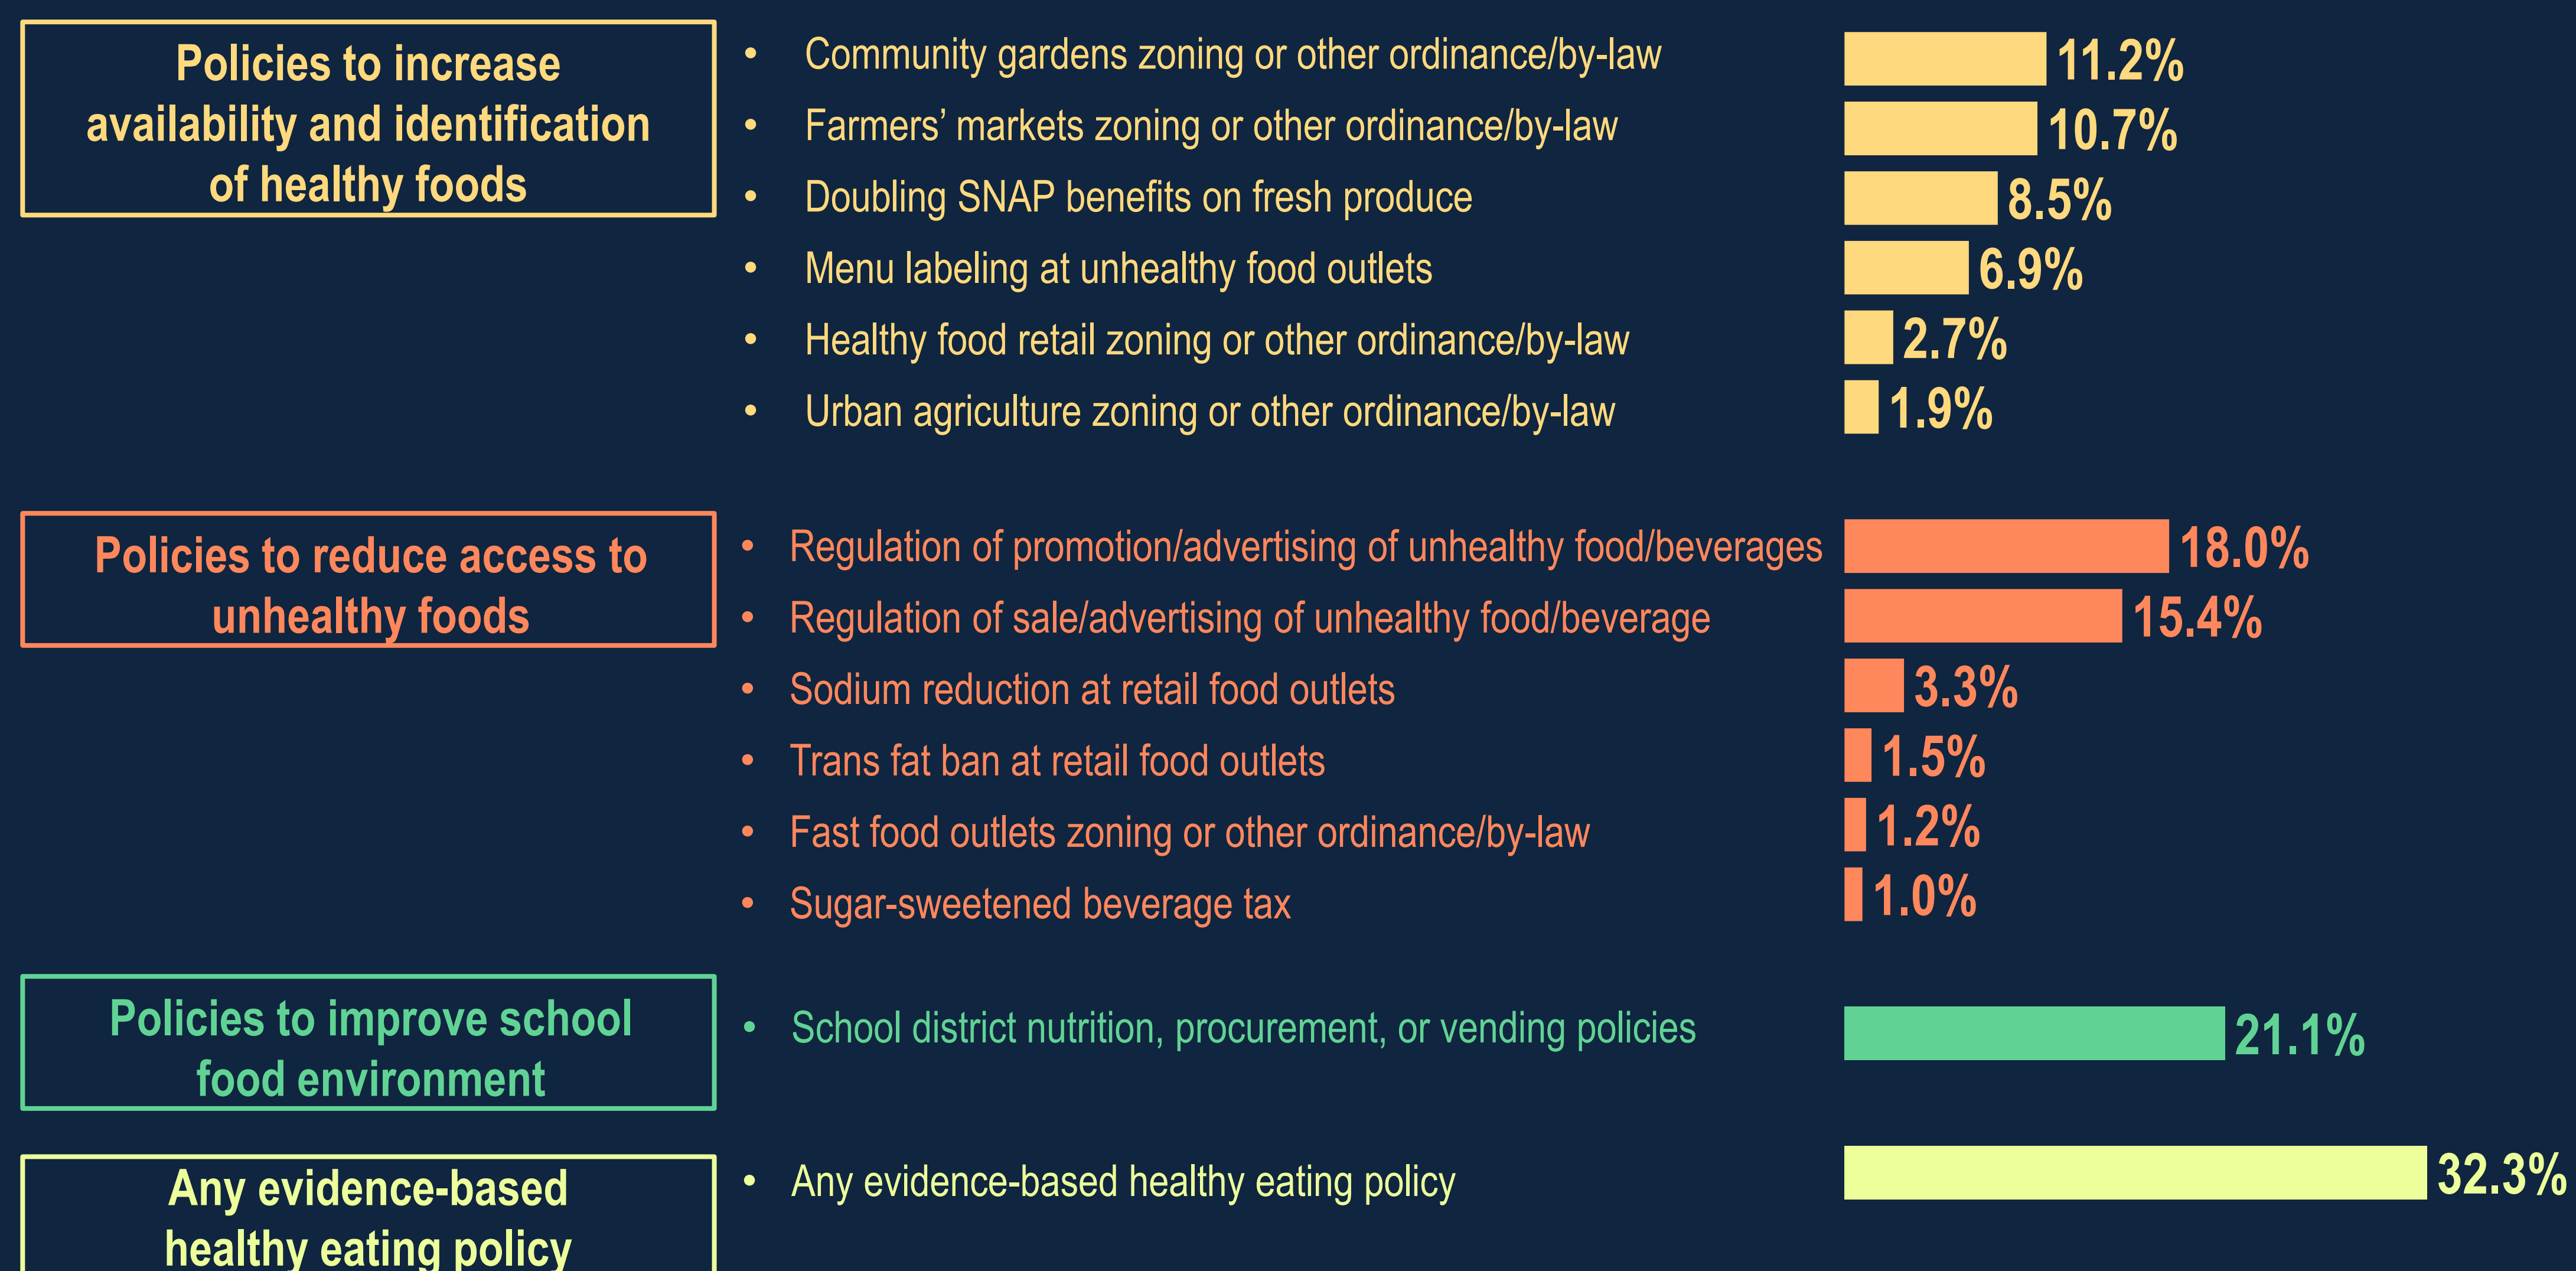 Policies to increase
availability and identification
of healthy foods
• Community gardens zoning or other ordinance/by-law 11.2%
• Farmers’ markets zoning or other ordinance/by-law 10.7%
• Doubling SNAP benefits on fresh produce 8.5%
• Menu labeling at unhealthy food outlets 6.9%
• Healthy food retail zoning or other ordinance/by-law 2.7%
• Urban agriculture zoning or other ordinance/by-law 1.9%
Policies to reduce access to
unhealthy foods
• Regulation of promotion/advertising of unhealthy food/beverages 18.0%
• Regulation of sale/advertising of unhealthy food/beverage 15.4%
• Sodium reduction at retail food outlets 3.3%
• Trans fat ban at retail food outlets 1.5%
• Fast food outlets zoning or other ordinance/by-law 1.2%
• Sugar-sweetened beverage tax 1.0%
Policies to improve school
food environment
• School district nutrition, procurement, or vending policies 21.1%
Any evidence-based
healthy eating policy
• Any evidence-based healthy eating policy 32.3%